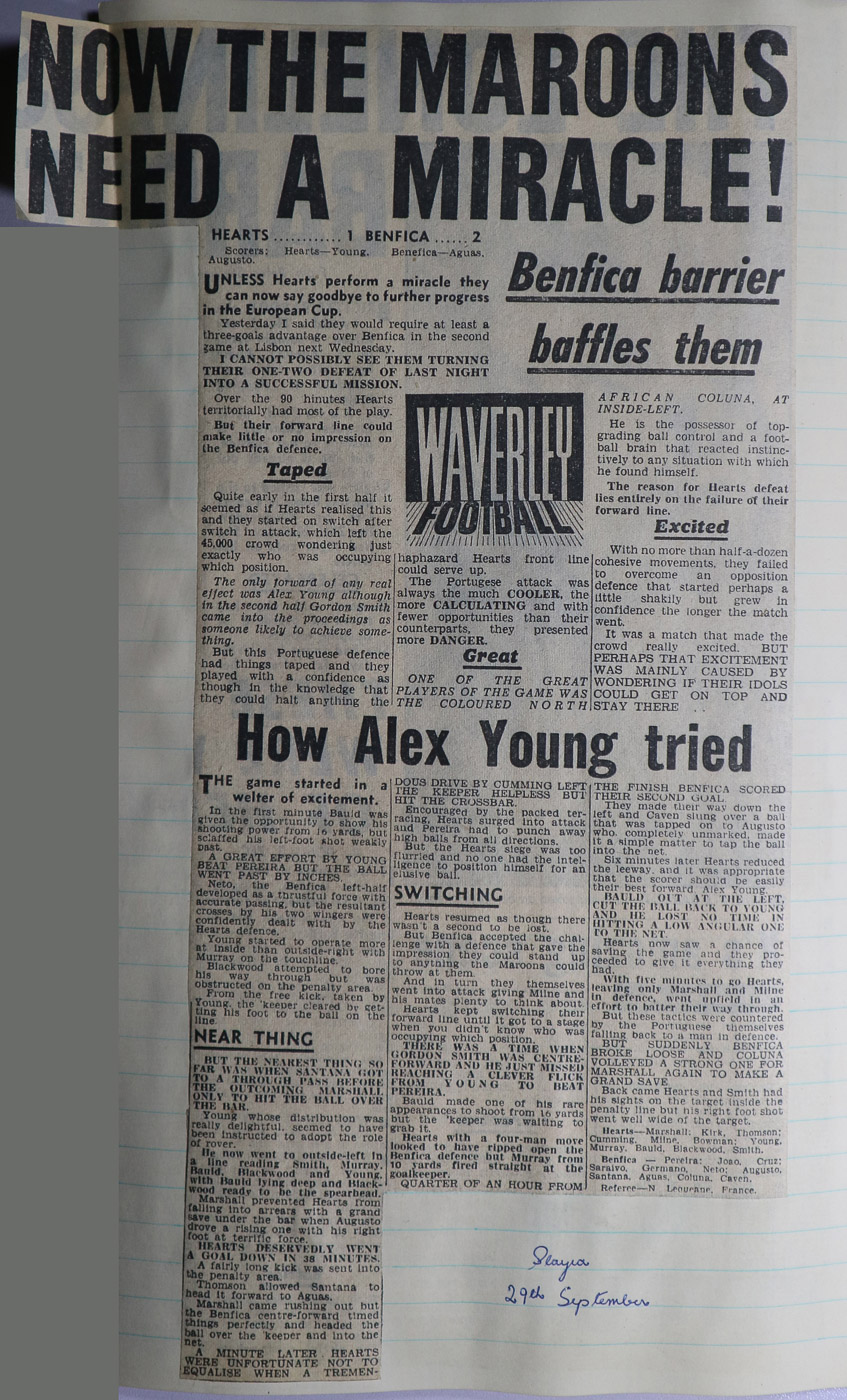 NOW THE MAROONS
NEED A MIRACLE!
HEARTS ............ 1 BENFICA ...... 2
Scorers: Hearts—Young. Benefica—Aguas.
Augusto.
UNLESS Hearts perform a miracle they
can now say goodbye to further progress
in the European Cup.
Yesterday I said they would require at least a
three-goals advantage over Benfica in the second
game at Lisbon next Wednesday.
I CANNOT POSSIBLY SEE THEM TURNING
THEIR ONE-TWO DEFEAT OF LAST NIGHT
INTO A SUCCESSFUL MISSION.
Benfica barrier
baffles them
Over the 90 hinutes Hearts
territorially had most of the play.
But their forward line could
make little or no impression on
the Benfica defence.
Taped
Quite early in the first half it
seemed as if Hearts realised this
and they started on switch after
switch in attack, which left the
45,000 crowd wondering just
exactly who was occupying
which position.
The only forward of any real
effect was Alex Young although
in the second half Gordon Smith
came into the proceedings as
someone likely to achieve some-
thing.
But this Portuguese defence
had things taped and they
played with a confidence as
though in the knowledge that
they could halt anything the
WAVERLEY
FOOTBALL
haphazard Hearts front line
could serve up.
The Portugese attack was
always the much COOLER, the
more CALCULATING and with
fewer opportunities than their
counterparts, they presented
more DANGER.
Great
ONE OF THE GREAT
PLAYERS OF THE GAME WAS
THE COLOURED NORTH
AFRICAN COLUNA, AT
INSIDE-LEFT.
He is the possessor of top-
grading ball control and a foot-
ball brain that reacted instinc-
tively to any situation with which
he found himself.
The reason for Hearts defeat
lies entirely on the failure of their
forward line.
Excited
With no more than half-a-dozen
cohesive movements, they failed
to overcome an opposition
defence that started perhaps a
little shakily but grew in
confidence the longer the match
went.
It was a match that made the
crowd really excited. BUT
PERHAPS THAT EXCITEMENT
WAS MAINLY CAUSED BY
WONDERING IF THEIR IDOLS
COULD GET ON TOP AND
STAY THERE . .
How Alex Young tried
THE game started in a
welter of excitement.
In the first minute Bauld was
given the opportunity to show his
shooting power from 16 yards, but
sclaffed his left-foot shot weakly
past.
A GREAT EFFORT BY YOUNG
BEAT PEREIRA BUT THE BALL
WENT PAST BY INCHES.
Neto, the Benfica left-half
developed as a thrustful force with
accurate passing, but the resultant
crosses by his two wingers were
confidently dealt with by the
Hearts defence.
Young started to operate more
at inside than outside-right with
Murray on the touchline.
Blackwood attempted to bore
his way through but was
obstructed on the penalty area.
From the free kick, taken by
Young, the 'keeper cleared by get-
ting his foot to the ball on the
line.
NEAR THING
BUT THE NEAREST THING SO
FAR WAS WHEN SANTANA GOT
TO A THROUGH PASS BEFORE
THE OUTCOMING MARSHALL
ONLY TO HIT THE BALL OVER
THE BAR.
Young whose distribution was
really delightful, seemed to have
been instructed to adopt the role
of rover.
He now went to outside-left in
a line reading Smith, Murray,
Bauld, Blackwood and Young,
with Bauld lying deep and Black-
wood ready to be the spearhead.
Marshall prevented Hearts from
falling into arrears with a grand
save under the bar when Augusto
drove a rising one with his right
foot at terrific force.
HEARTS DESERVEDLY WENT
A GOAL DOWN IN 38 MINUTES.
A fairly long kick was sent into
the penalty area.
Thomson allowed Santana to
head it forward to Aguas.
Marshall came rushing out but
the Benfica centre-forward timed
things perfectly and headed the
ball over the 'keeper and into the
net.
A MINUTE LATER HEARTS
WERE UNFORTUNATE NOT TO
EQUALISE WHEN A TREMEN-
DOUS DRIVE BY CUMMING LEFT
THE KEEPER HELPLESS BUT
HIT THE CROSSBAR.
Encouraged by the packed ter-
racing, Hearts surged into attack
and Pereira had to punch away
high balls from all directions.
But the Hearts siege was too
flurried and no one had the intel-
ligence to position himself for an
elusive ball.
SWITCHING
Hearts resumed as though there
wasn't a second to be lost.
But Benfica accepted the chal-
lenge with a defence that gave the
impression they could stand up
to anything the Maroons could
throw at them.
And in turn they themselves
went into attack giving Milne and
his mates plenty to think about.
Hearts kept switching their
forward line until it got to a stage
when you didn't know who was
occupying which position.
THERE WAS A TIME WHEN
GORDON SMITH WAS CENTRE-
FORWARD AND HE JUST MISSED
REACHING A CLEVER FLICK
FROM YOUNG TO BEAT
PEREIRA.
Bauld made one of his rare
appearances to shoot from 16 yards
but the 'keeper was waiting to
grab it.
Hearts with a four-man move
looked to have ripped open the
Benfica defence but Murray from
10 yards fired straight at the
goalkeeper.
QUARTER OF AN HOUR FROM
THE FINISH BENFICA SCORED
THEIR SECOND GOAL.
They made their way down the
left and Caven slung over a ball
that was tapped on to Augusto
who, completely unmarked, made
it a simple matter to tap the ball
into the net.
Six minutes later Hearts reduced
the leeway, and it was appropriate
that the scorer should be easily
their best forward Alex Young.
BAULD OUT AT THE LEFT,
CUT THE BALL BACK TO YOUNG
AND HE LOST NO TIME IN
HITTING A LOW ANGULAR ONE
TO THE NET.
Hearts now saw a chance of
saving the game and they pro-
ceeded to give it everything they
had.
With five minutes to go Hearts,
leaving only Marshall and Milne
in defence, went upfield in an
effort to batter their way through.
But these tactics were countered
by the Portuguese themselves
falling back to a man in defence.
BUT SUDDENLY BENFICA
BROKE LOOSE AND COLUNA
VOLLEYED A STRONG ONE FOR
MARSHALL AGAIN TO MAKE A
GRAND SAVE
Back came Hearts and Smith had
his sights on the target inside the
penalty line but his right foot shot
went well wide of the target.
Hearts—Marshall; Kirk, Thomson;
Cumming, Milne, Bowman; Young,
Murray, Bauld, Blackwood, Smith.
Benfica — Pereira; Joao, Cruz;
Saraivo, Germano, Neto; Augusto,
Santana, Aguas, Coluna, Caven.
Referee—N France.
29th September